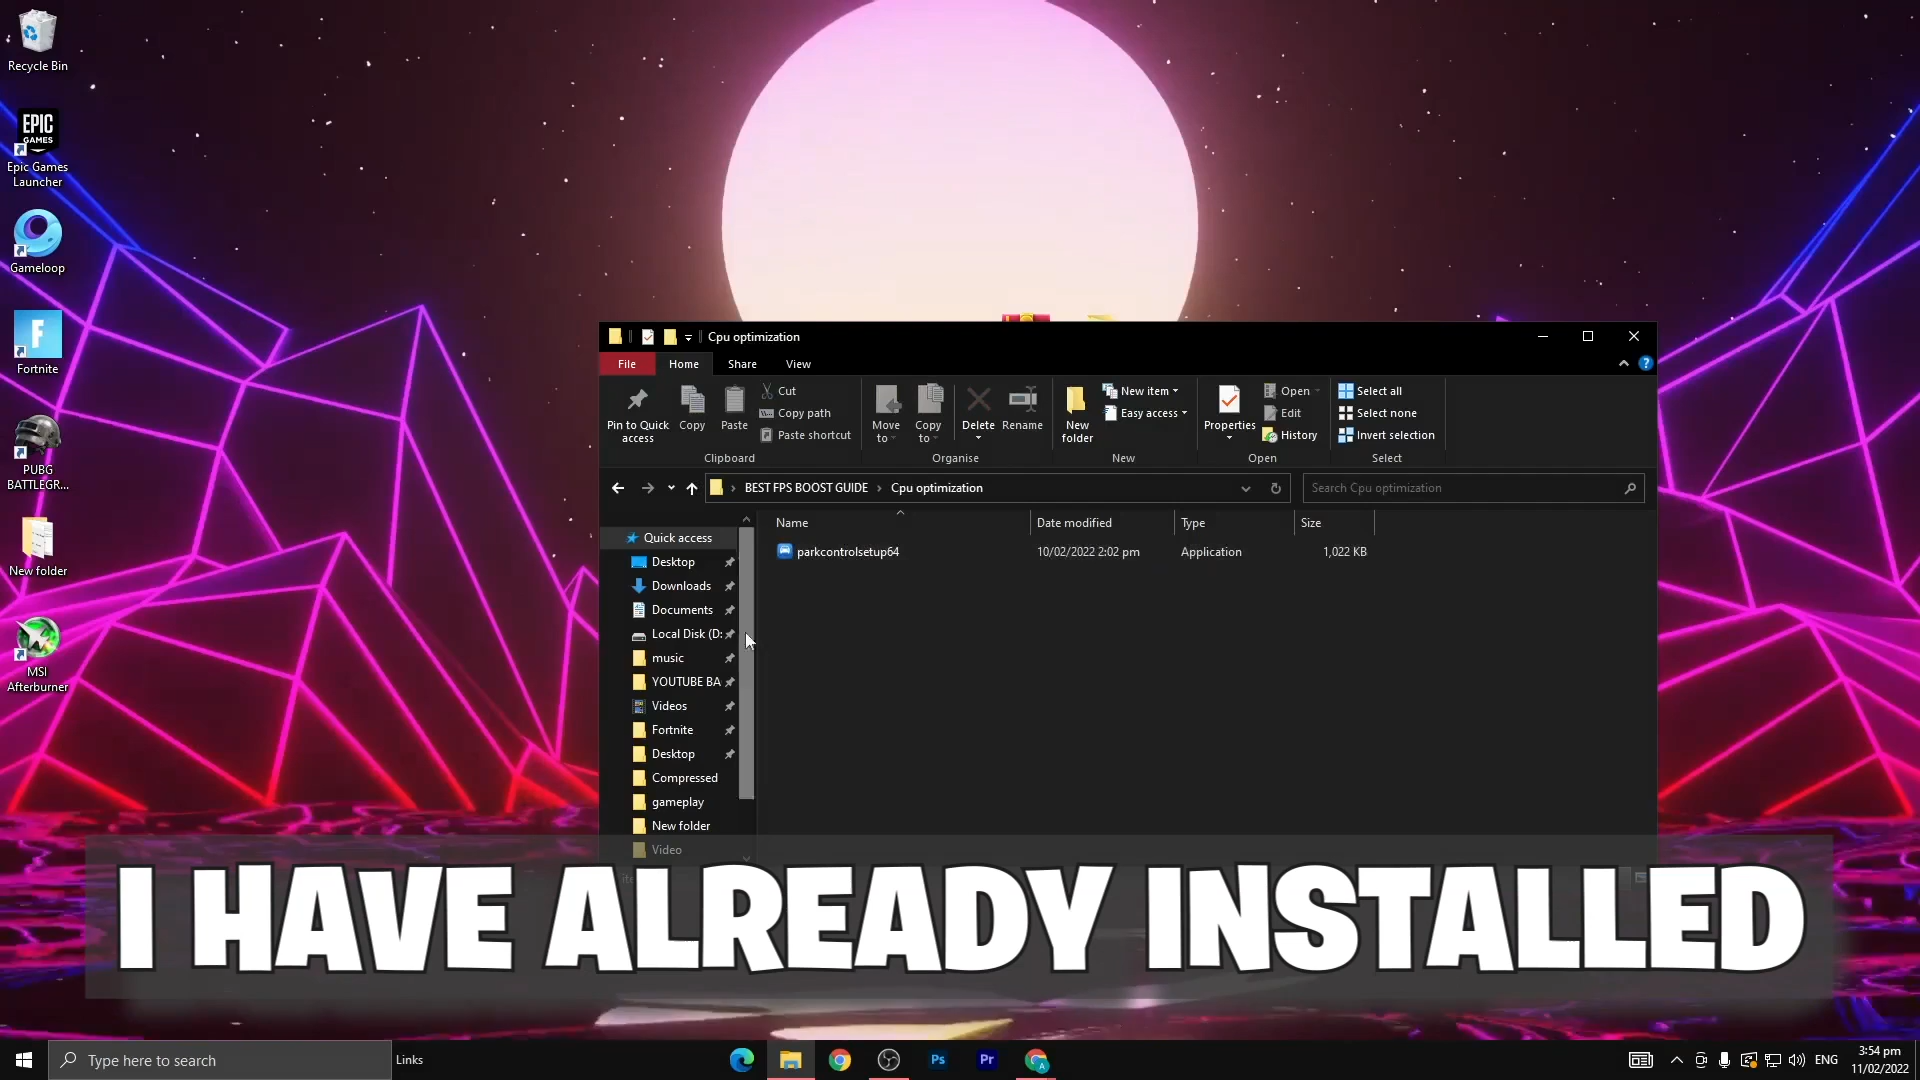 Recycle Bin
EPIC
GAMES
Epic Games
Launcher
Gameloop
F
Fortnite
PUBG
BATTLEGR...
New folder
MSI
Afterburner
Cpu optimization
File Home Share View
Pin to Quick
access
Copy
Paste
Cut
Copy path
Paste shortcut
Clipboard
Move
to
Copy
to
Delete
Rename
Organise
New
folder
New item
Easy access
New
Properties
Open
Edit
History
Open
Select all
Select none
Invert selection
Select
BEST FPS BOOST GUIDE Cpu optimization
Search Cpu optimization
Name Date modified Type Size
parkcontrolsetup64 10/02/2022 2:02 pm Application 1,022 KB
Quick access
Desktop
Downloads
Documents
Local Disk (D:
music
YOUTUBE BA
Videos
Fortnite
Desktop
Compressed
gameplay
New folder
Video
I HAVE ALREADY INSTALLED
Type here to search
Links
Ps
Pr
ENG
3:54 pm
11/02/2022